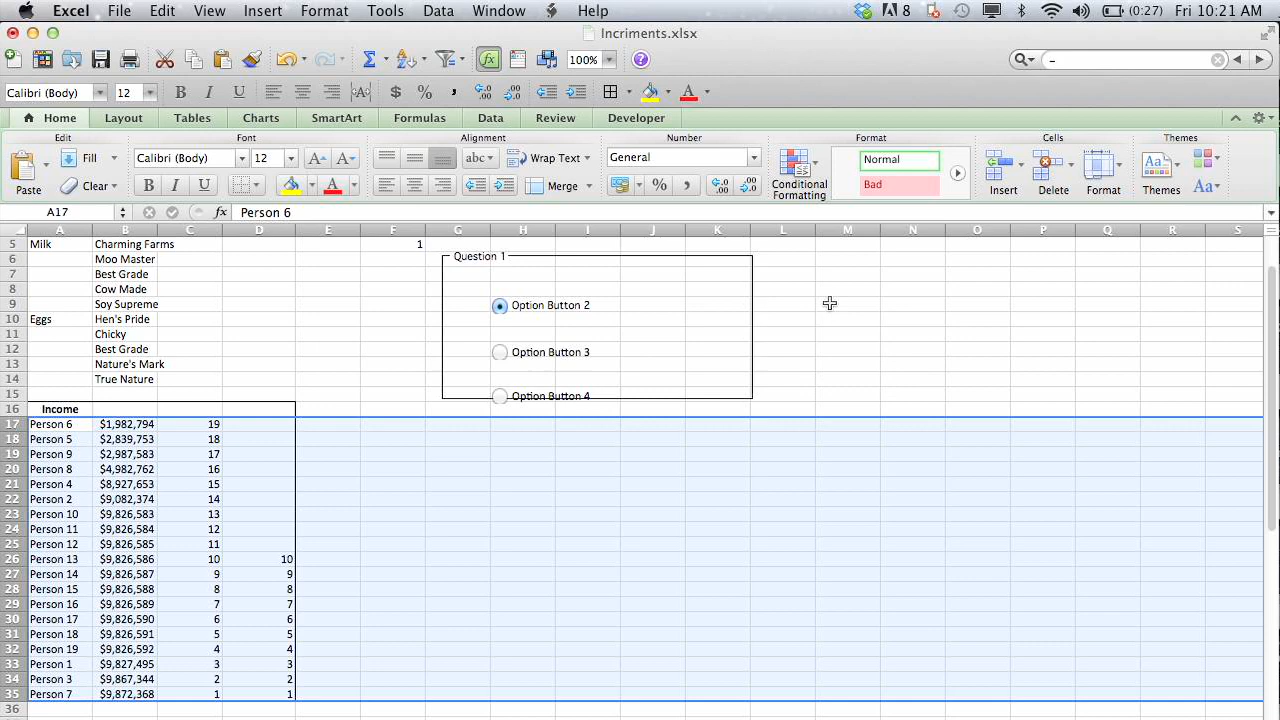 Excel File Edit View Insert Format Tools Data Window Help A 8 (0:27) Fri 10:21 AM
Incriments.xlsx
100% –
Calibri (Body) 12 B I U $ % ,
Home Layout Tables Charts SmartArt Formulas Data Review Developer
Edit Font Alignment Number Format Cells Themes
Paste Fill Calibri (Body) 12 abc Wrap Text General Conditional Formatting Normal Insert Delete Format Themes
Clear B I U Merge % , Bad Aa
A17 fx Person 6
A B C D E F G H I J K L M N O P Q R S
5 Milk Charming Farms 1
6 Moo Master Question 1
7 Best Grade
8 Cow Made
9 Soy Supreme Option Button 2
10 Eggs Hen's Pride
11 Chicky
12 Best Grade Option Button 3
13 Nature's Mark
14 True Nature
15 Option Button 4
16 Income
17 Person 6 $1,982,794 19
18 Person 5 $2,839,753 18
19 Person 9 $2,987,583 17
20 Person 8 $4,982,762 16
21 Person 4 $8,927,653 15
22 Person 2 $9,082,374 14
23 Person 10 $9,826,583 13
24 Person 11 $9,826,584 12
25 Person 12 $9,826,585 11
26 Person 13 $9,826,586 10 10
27 Person 14 $9,826,587 9 9
28 Person 15 $9,826,588 8 8
29 Person 16 $9,826,589 7 7
30 Person 17 $9,826,590 6 6
31 Person 18 $9,826,591 5 5
32 Person 19 $9,826,592 4 4
33 Person 1 $9,827,495 3 3
34 Person 3 $9,867,344 2 2
35 Person 7 $9,872,368 1 1
36